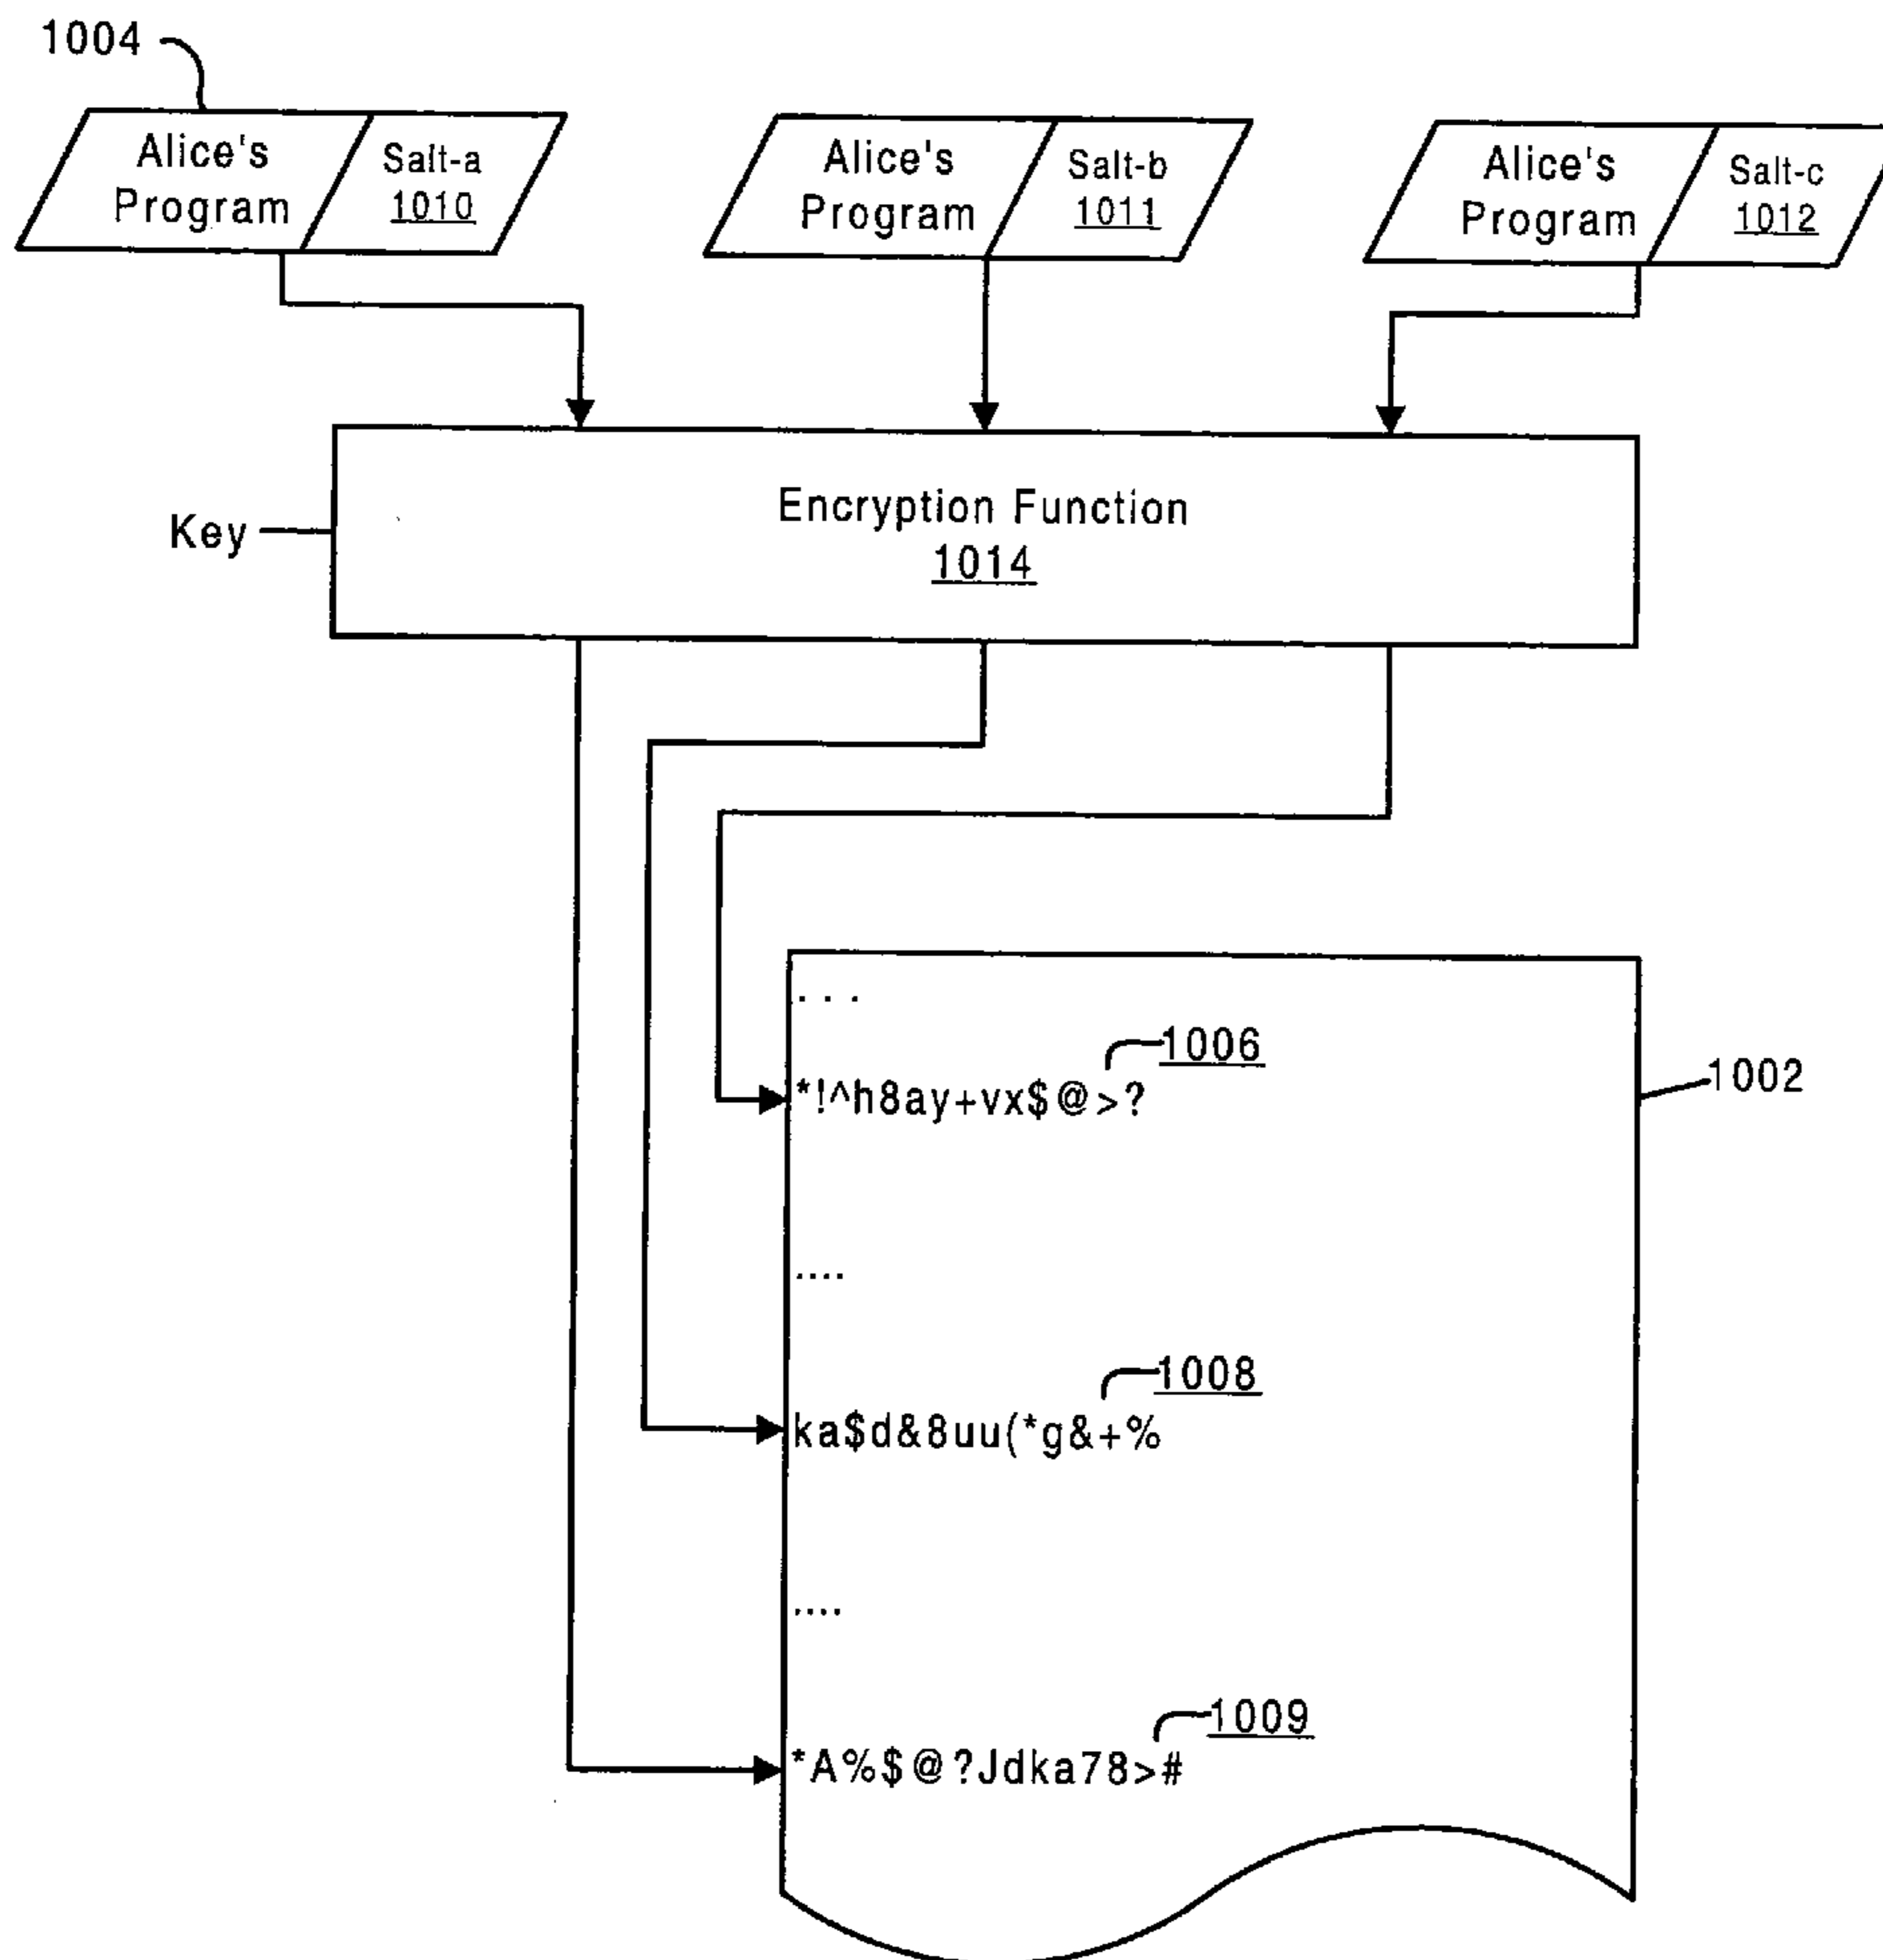 1004
Alice's
Program
Salt-a
1010
Alice's
Program
Salt-b
1011
Alice's
Program
Salt-c
1012
Key
Encryption Function
1014
. . .
1006
*!^h8ay+vx$@>?
1002
....
1008
ka$d&8uu(*g&+%
....
1009
*A%$@?Jdka78>#